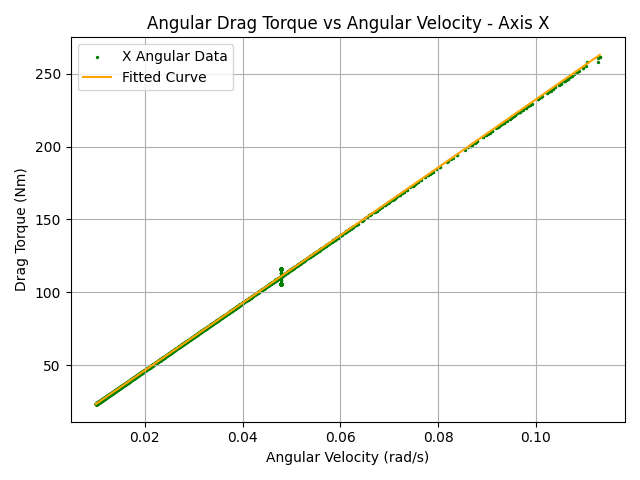 Angular Drag Torque vs Angular Velocity - Axis X
X Angular Data
Fitted Curve
250
200
150
100
50
Drag Torque (Nm)
0.02 0.04 0.06 0.08 0.10
Angular Velocity (rad/s)